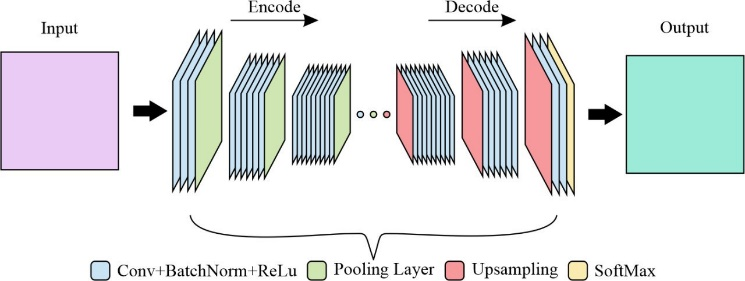 Encode
Decode
Input
Output
Conv+BatchNorm+ReLu
Pooling Layer
Upsampling
SoftMax